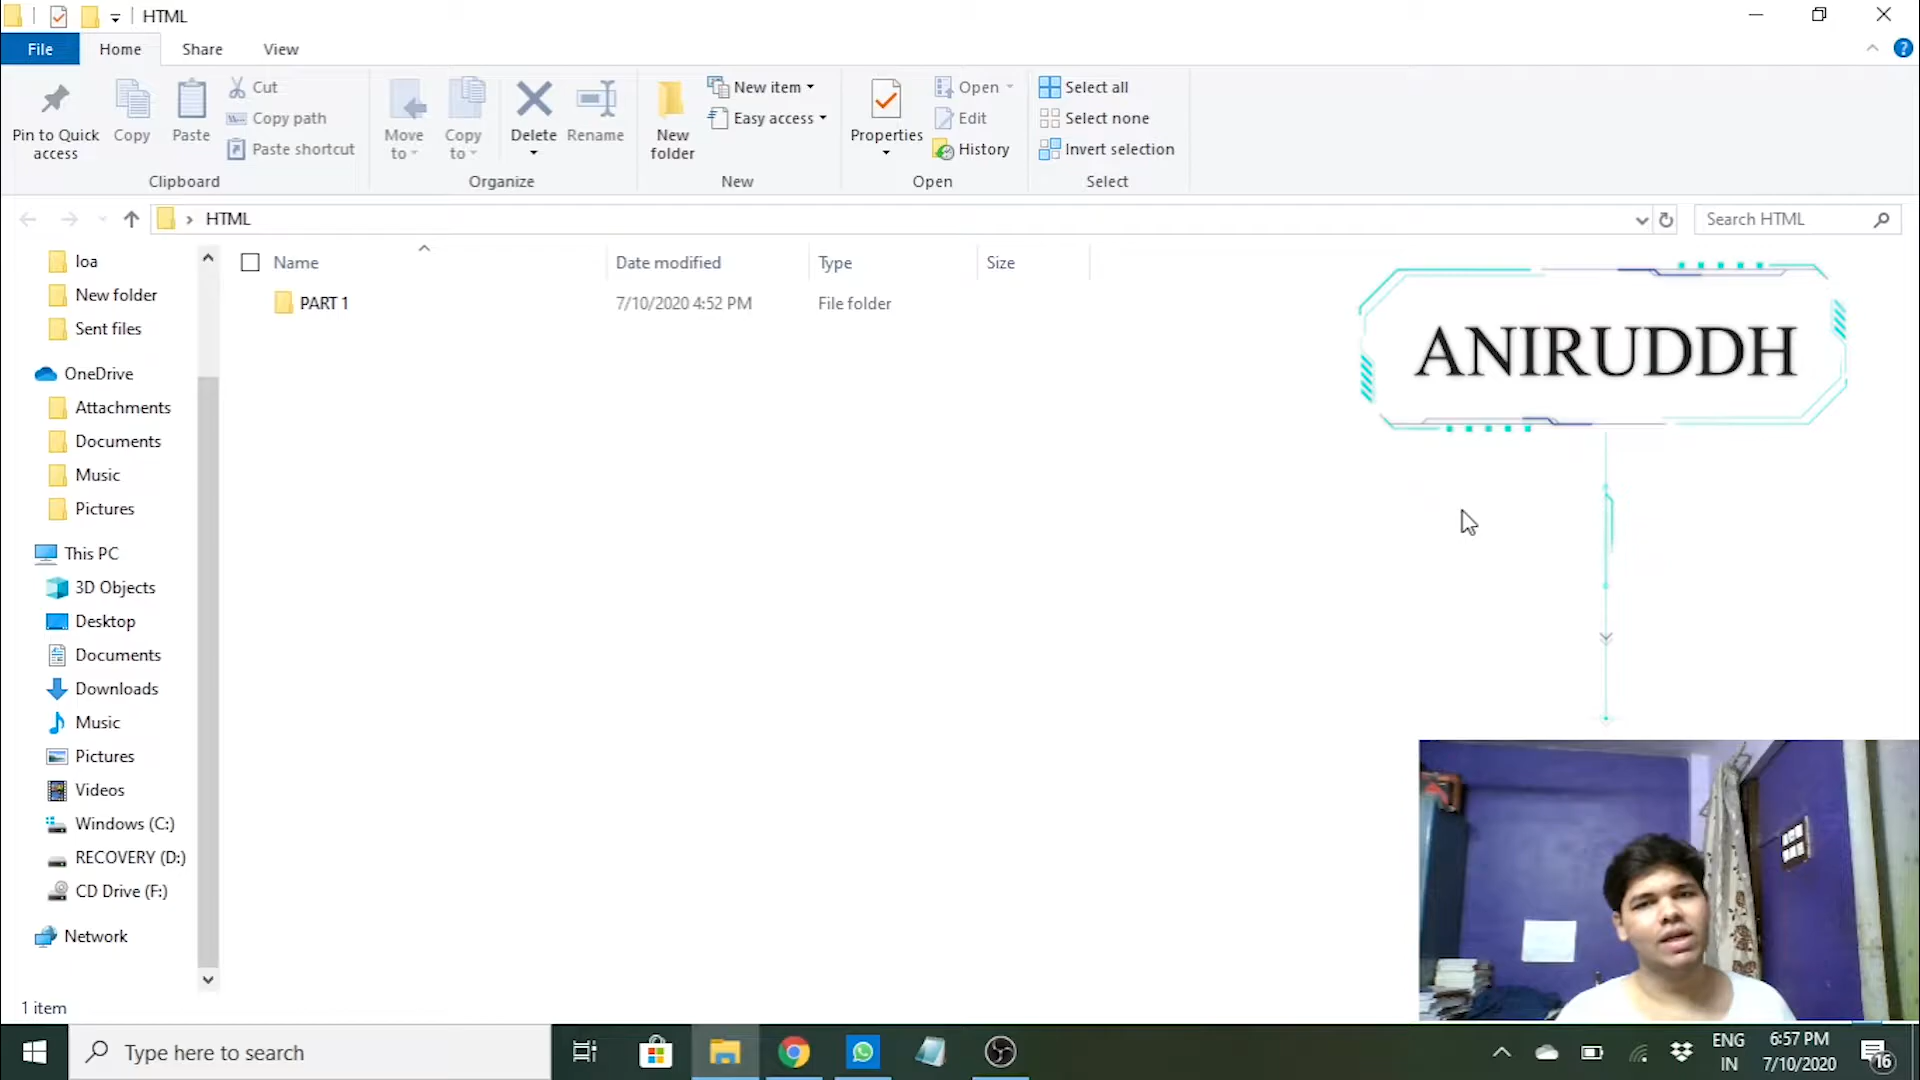 HTML
File Home Share View
Pin to Quick access
Copy
Paste
Cut
Copy path
Paste shortcut
Clipboard
Move to
Copy to
Delete
Rename
Organize
New folder
New item
Easy access
New
Properties
Open
Edit
History
Open
Select all
Select none
Invert selection
Select
HTML
Search HTML
loa
New folder
Sent files
OneDrive
Attachments
Documents
Music
Pictures
This PC
3D Objects
Desktop
Documents
Downloads
Music
Pictures
Videos
Windows (C:)
RECOVERY (D:)
CD Drive (F:)
Network
Name Date modified Type Size
PART 1 7/10/2020 4:52 PM File folder
ANIRUDDH
1 item
Type here to search
ENG
IN
6:57 PM
7/10/2020
16